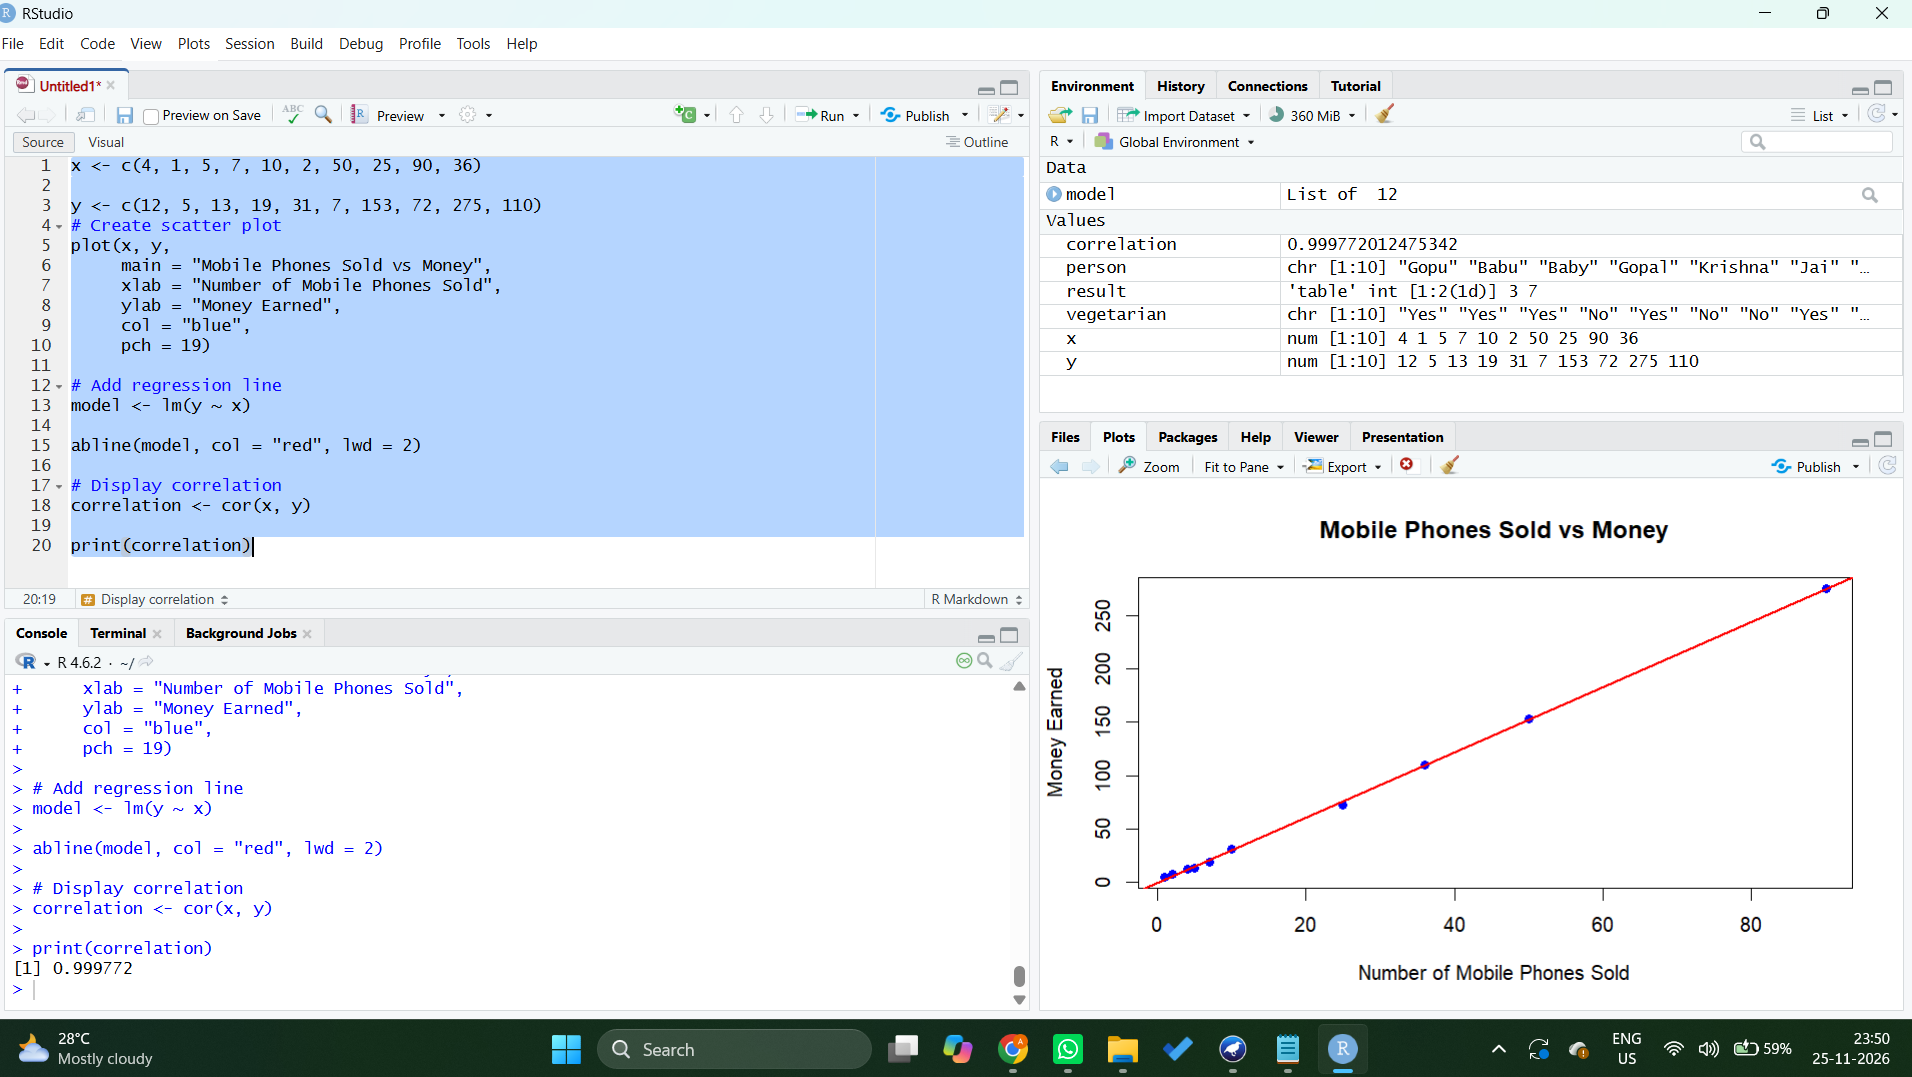 RStudio
File Edit Code View Plots Session Build Debug Profile Tools Help
Untitled1*
Preview on Save ABC Preview Run Publish
Source Visual Outline
1 x <- c(4, 1, 5, 7, 10, 2, 50, 25, 90, 36)
2
3 y <- c(12, 5, 13, 19, 31, 7, 153, 72, 275, 110)
4 # Create scatter plot
5 plot(x, y,
6 main = "Mobile Phones Sold vs Money",
7 xlab = "Number of Mobile Phones Sold",
8 ylab = "Money Earned",
9 col = "blue",
10 pch = 19)
11
12 # Add regression line
13 model <- lm(y ~ x)
14
15 abline(model, col = "red", lwd = 2)
16
17 # Display correlation
18 correlation <- cor(x, y)
19
20 print(correlation)
20:19 # Display correlation R Markdown
Console Terminal Background Jobs
R R 4.6.2 · ~/
+ xlab = "Number of Mobile Phones Sold",
+ ylab = "Money Earned",
+ col = "blue",
+ pch = 19)
>
> # Add regression line
> model <- lm(y ~ x)
>
> abline(model, col = "red", lwd = 2)
>
> # Display correlation
> correlation <- cor(x, y)
>
> print(correlation)
[1] 0.999772
>
Environment History Connections Tutorial
Import Dataset 360 MiB List
R Global Environment
Data
model List of 12
Values
correlation 0.999772012475342
person chr [1:10] "Gopu" "Babu" "Baby" "Gopal" "Krishna" "Jai" "…
result 'table' int [1:2(1d)] 3 7
vegetarian chr [1:10] "Yes" "Yes" "Yes" "No" "Yes" "No" "No" "Yes" "…
x num [1:10] 4 1 5 7 10 2 50 25 90 36
y num [1:10] 12 5 13 19 31 7 153 72 275 110
Files Plots Packages Help Viewer Presentation
Zoom Fit to Pane Export Publish
Mobile Phones Sold vs Money
Money Earned
250
200
150
100
50
0
0 20 40 60 80
Number of Mobile Phones Sold
28°C
Mostly cloudy
Search
ENG
US
59%
23:50
25-11-2026